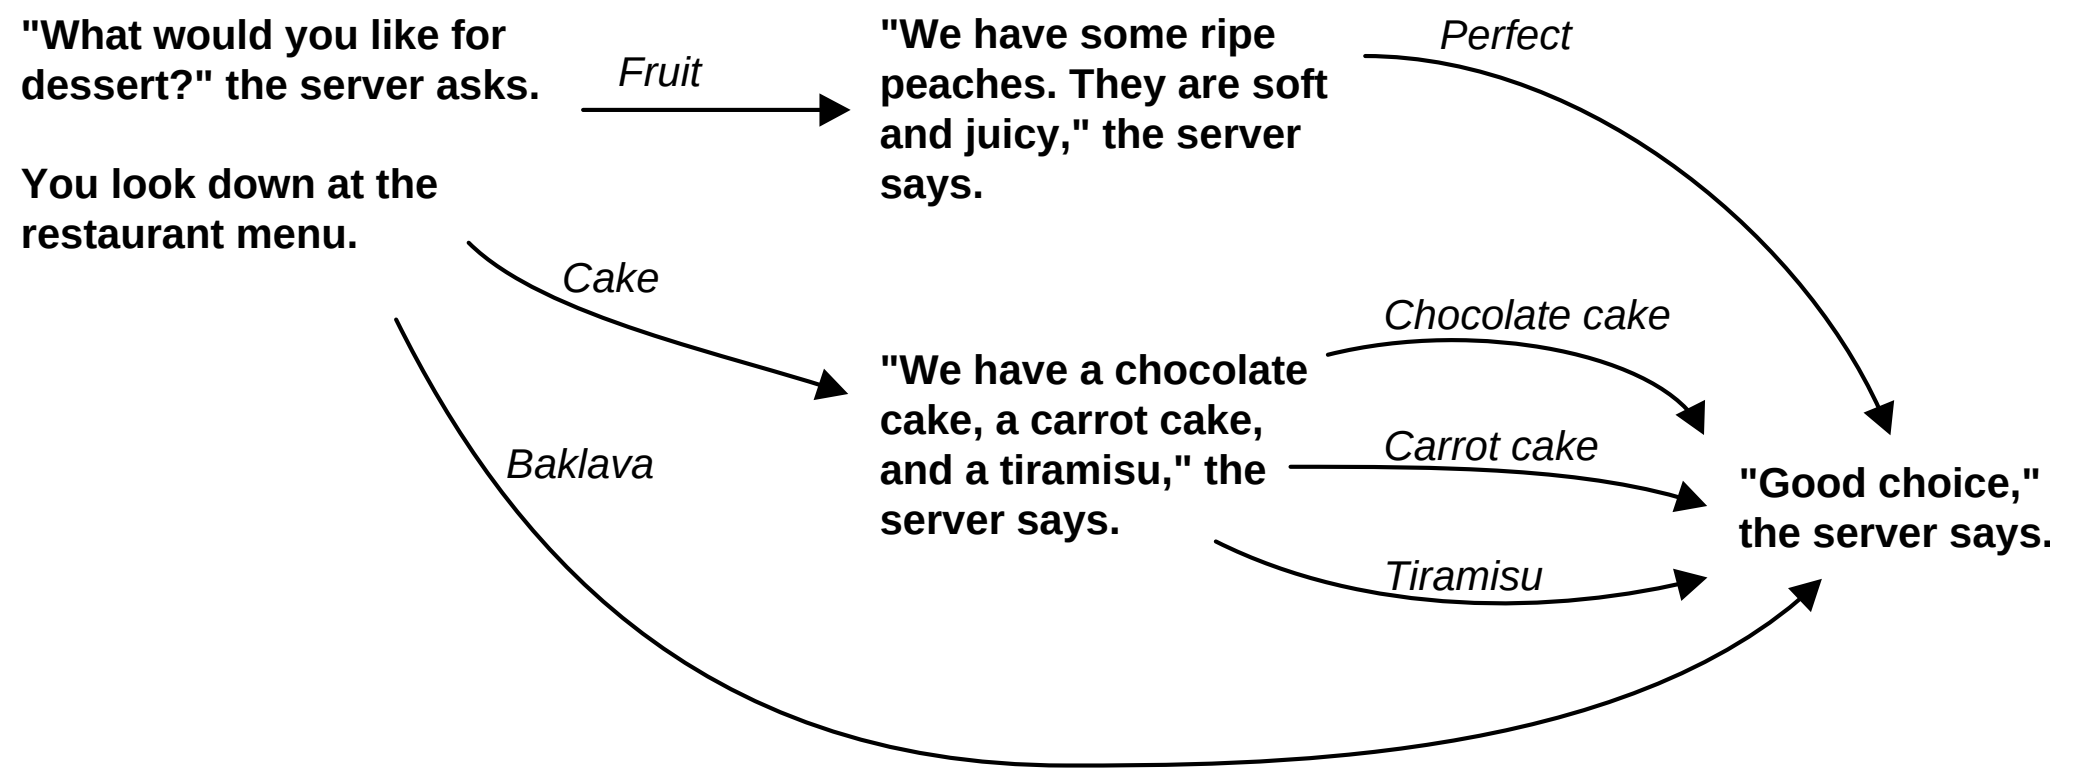 "What would you like for
dessert?" the server asks.
You look down at the
restaurant menu.
Fruit
"We have some ripe
peaches. They are soft
and juicy," the server
says.
Perfect
Cake
"We have a chocolate
cake, a carrot cake,
and a tiramisu," the
server says.
Chocolate cake
Carrot cake
Tiramisu
Baklava
"Good choice,"
the server says.